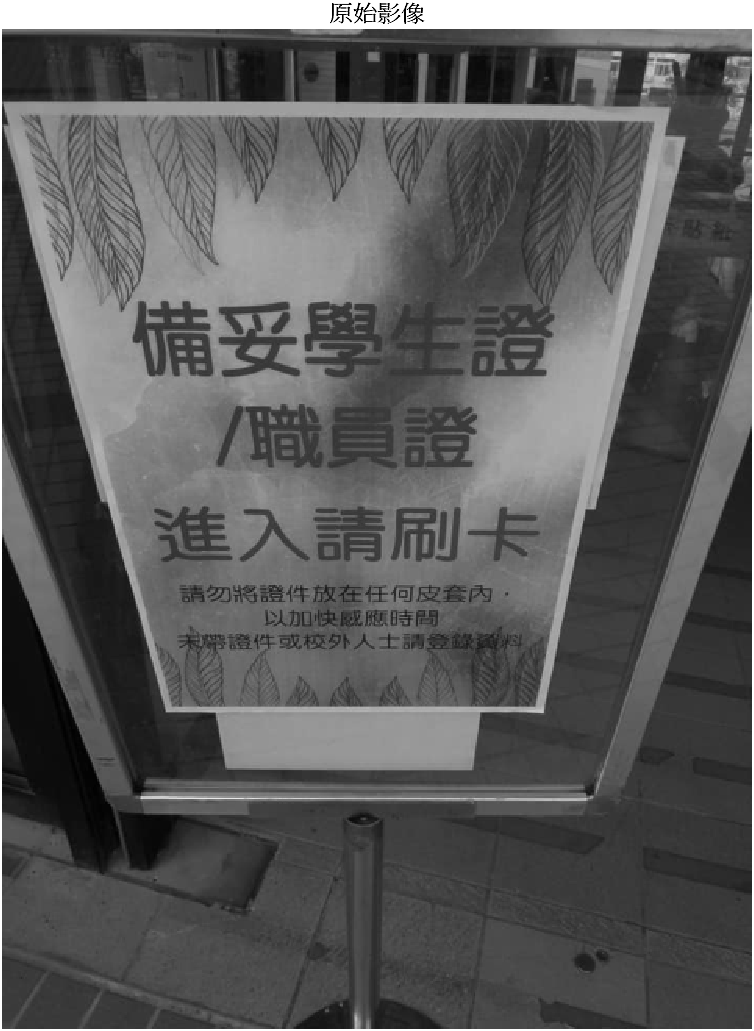 原始影像
備妥學生證
/職員證
進入請刷卡
請勿將證件放在任何皮套內，
以加快感應時間
未帶證件或校外人士請登錄資料